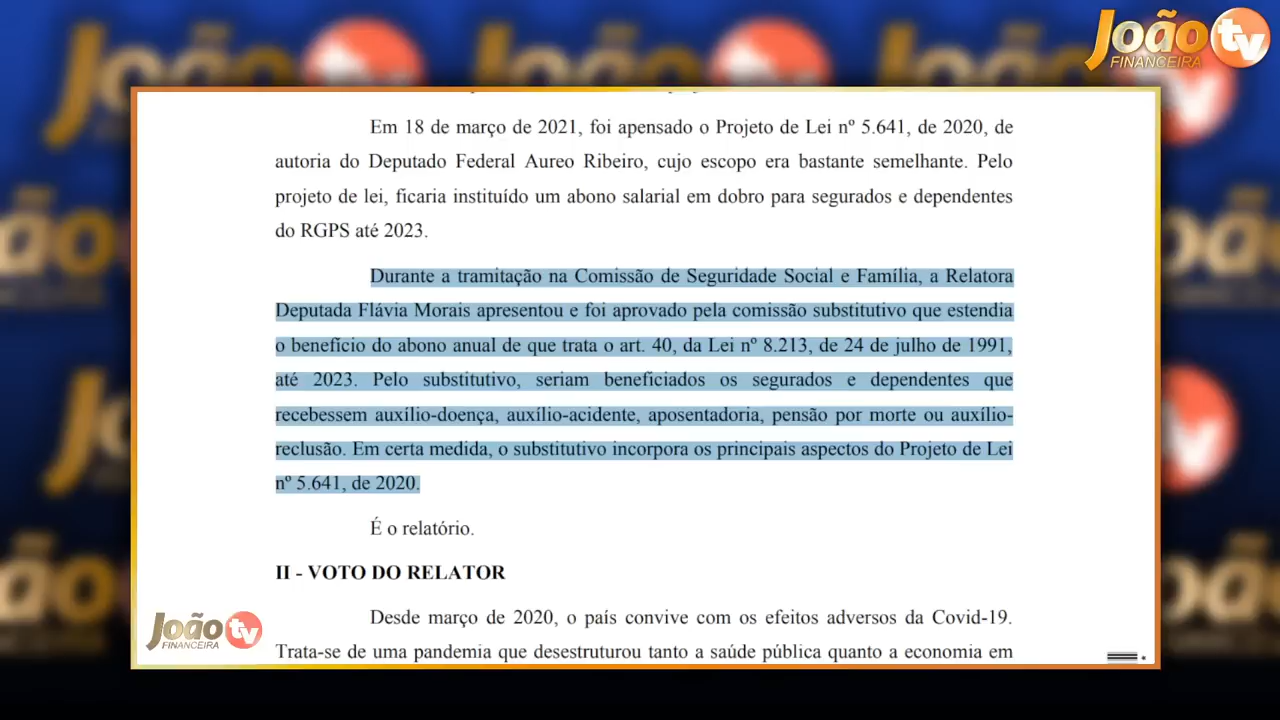 João tv
FINANCEIRA
Em 18 de março de 2021, foi apensado o Projeto de Lei nº 5.641, de 2020, de
autoria do Deputado Federal Aureo Ribeiro, cujo escopo era bastante semelhante. Pelo
projeto de lei, ficaria instituído um abono salarial em dobro para segurados e dependentes
do RGPS até 2023.
Durante a tramitação na Comissão de Seguridade Social e Família, a Relatora
Deputada Flávia Morais apresentou e foi aprovado pela comissão substitutivo que estendia
o benefício do abono anual de que trata o art. 40, da Lei nº 8.213, de 24 de julho de 1991,
até 2023. Pelo substitutivo, seriam beneficiados os segurados e dependentes que
recebessem auxílio-doença, auxílio-acidente, aposentadoria, pensão por morte ou auxílio-
reclusão. Em certa medida, o substitutivo incorpora os principais aspectos do Projeto de Lei
nº 5.641, de 2020.
É o relatório.
II - VOTO DO RELATOR
Desde março de 2020, o país convive com os efeitos adversos da Covid-19.
Trata-se de uma pandemia que desestruturou tanto a saúde pública quanto a economia em
João tv
FINANCEIRA